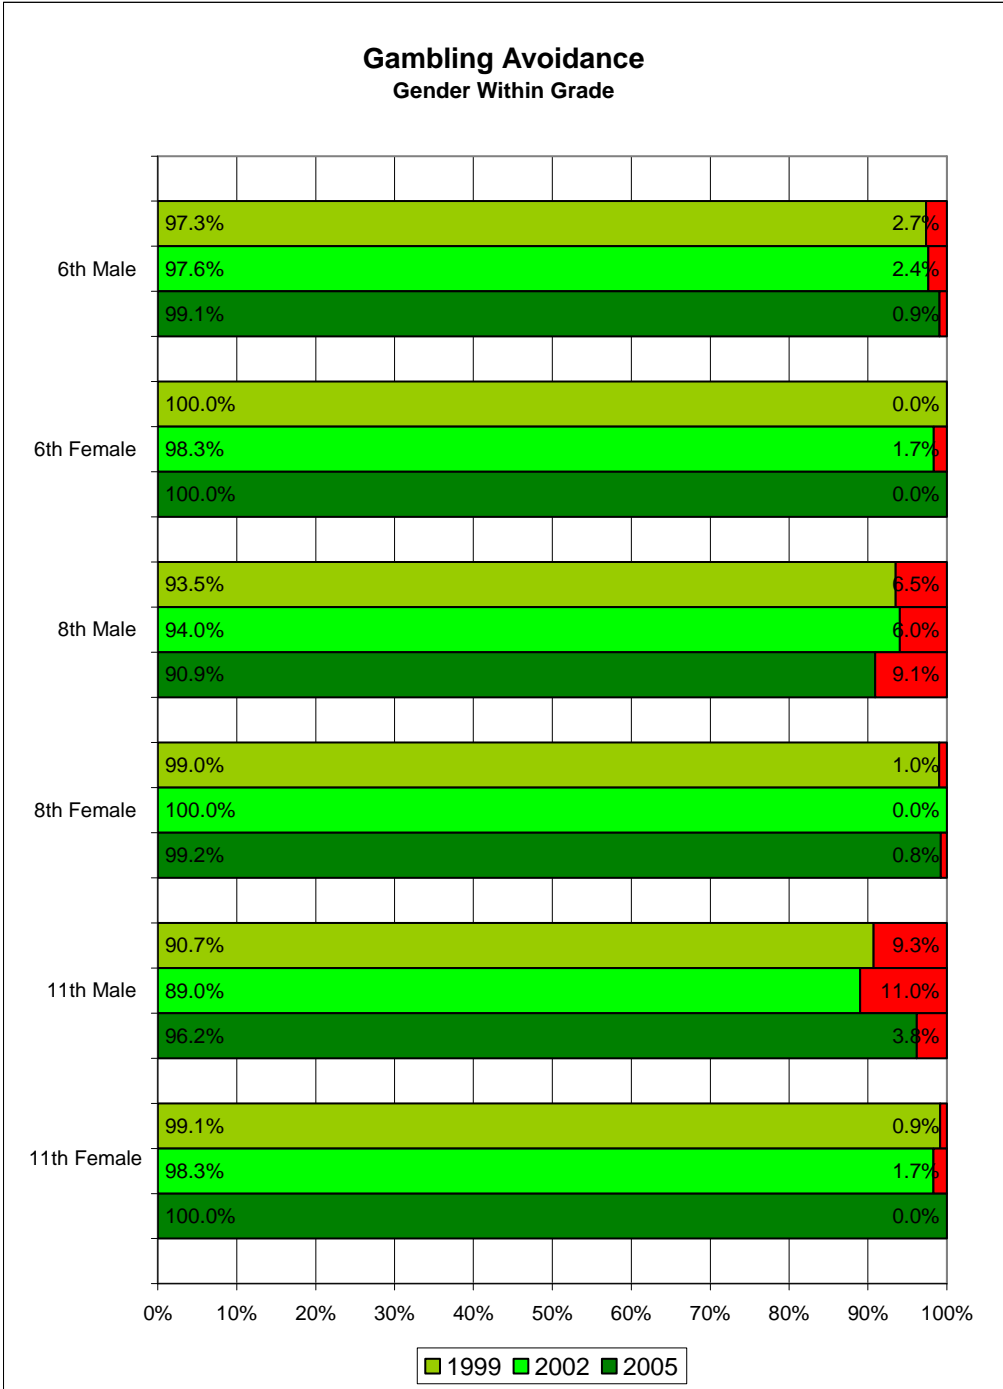 Gambling Avoidance
Gender Within Grade
97.3% 2.7%
6th Male 97.6% 2.4%
99.1% 0.9%
100.0% 0.0%
6th Female 98.3% 1.7%
100.0% 0.0%
93.5% 6.5%
8th Male 94.0% 6.0%
90.9% 9.1%
99.0% 1.0%
8th Female 100.0% 0.0%
99.2% 0.8%
90.7% 9.3%
11th Male 89.0% 11.0%
96.2% 3.8%
99.1% 0.9%
11th Female 98.3% 1.7%
100.0% 0.0%
0% 10% 20% 30% 40% 50% 60% 70% 80% 90% 100%
1999 2002 2005